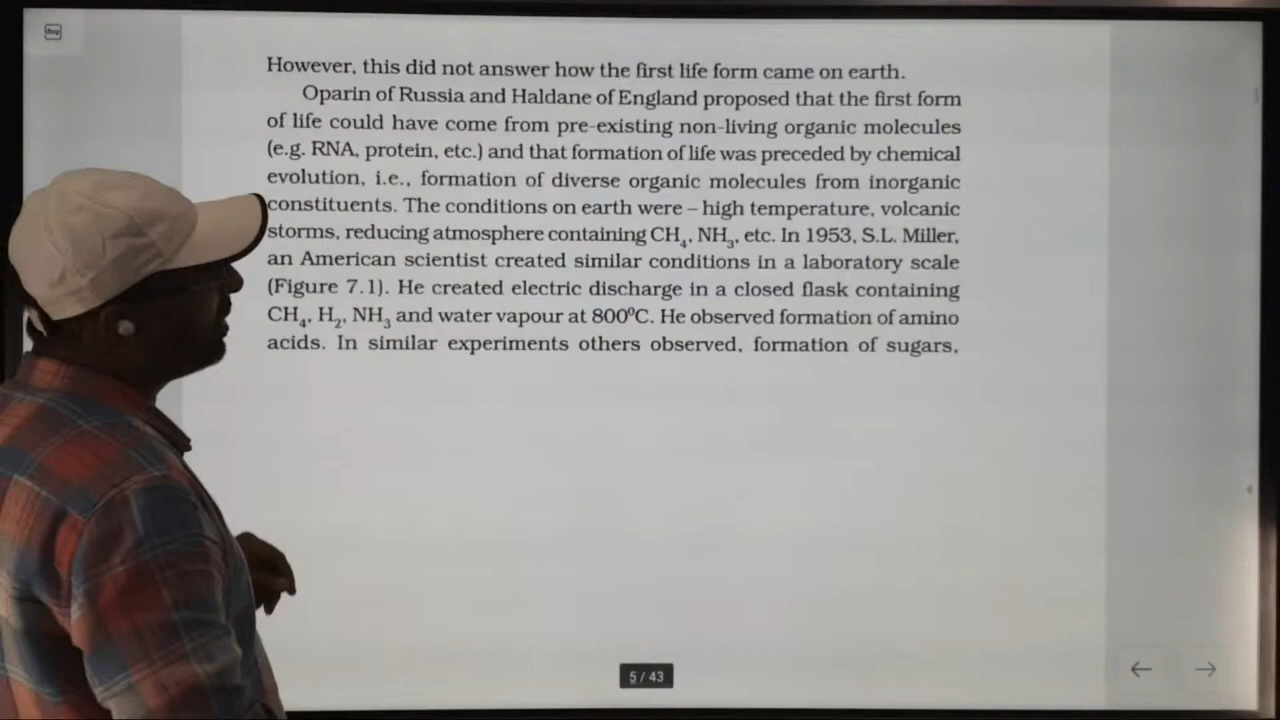 However, this did not answer how the first life form came on earth.
Oparin of Russia and Haldane of England proposed that the first form
of life could have come from pre-existing non-living organic molecules
(e.g. RNA, protein, etc.) and that formation of life was preceded by chemical
evolution, i.e., formation of diverse organic molecules from inorganic
constituents. The conditions on earth were – high temperature, volcanic
storms, reducing atmosphere containing CH₄, NH₃, etc. In 1953, S.L. Miller,
an American scientist created similar conditions in a laboratory scale
(Figure 7.1). He created electric discharge in a closed flask containing
CH₄, H₂, NH₃ and water vapour at 800⁰C. He observed formation of amino
acids. In similar experiments others observed, formation of sugars,
5 / 43